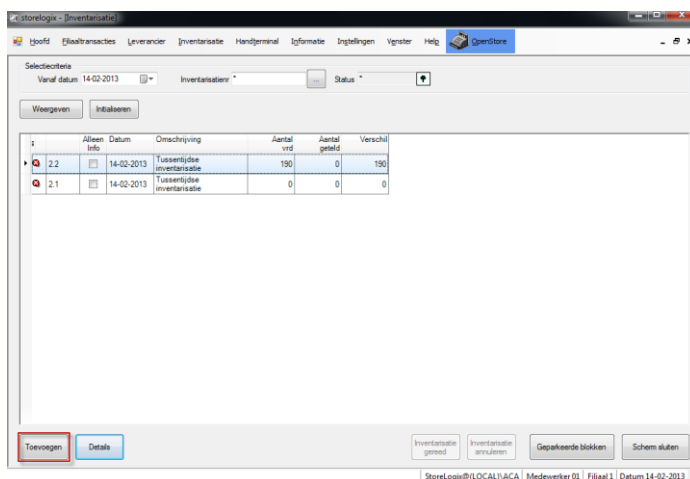 storelogix - [Inventarisatie]
Hoofd Filiaaltransacties Leverancier Inventarisatie Handterminal Informatie Instellingen Venster Help OpenStore
Selectiecriteria
Vanaf datum 14-02-2013 Inventarisatienr * ... Status *
Weergeven Initialiseren
Alleen Info Datum Omschrijving Aantal vrd Aantal geteld Verschil
2.2 14-02-2013 Tussentijdse inventarisatie 190 0 190
2.1 14-02-2013 Tussentijdse inventarisatie 0 0 0
Toevoegen Details Inventarisatie gereed Inventarisatie annuleren Geparkeerde blokken Scherm sluiten
StoreLogix@(LOCAL)\ACA Medewerker 01 Filiaal 1 Datum 14-02-2013